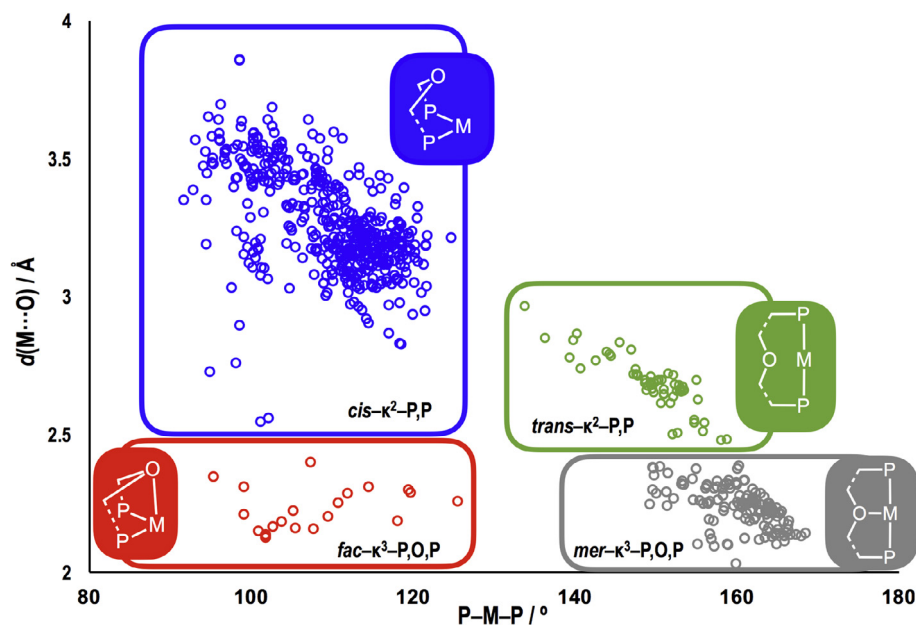 4
3.5
3
2.5
2
d(M···O) / Å
80
100
120
140
160
180
P–M–P / º
O
P
M
P
cis–κ²–P,P
P
O
M
P
trans–κ²–P,P
O
P
M
P
fac–κ³–P,O,P
P
O
M
P
mer–κ³–P,O,P